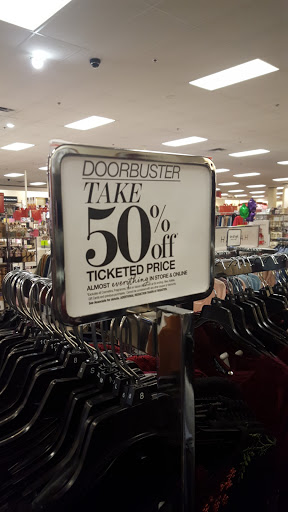 DOORBUSTER
TAKE
50% off
TICKETED PRICE
ALMOST everything IN STORE & ONLINE